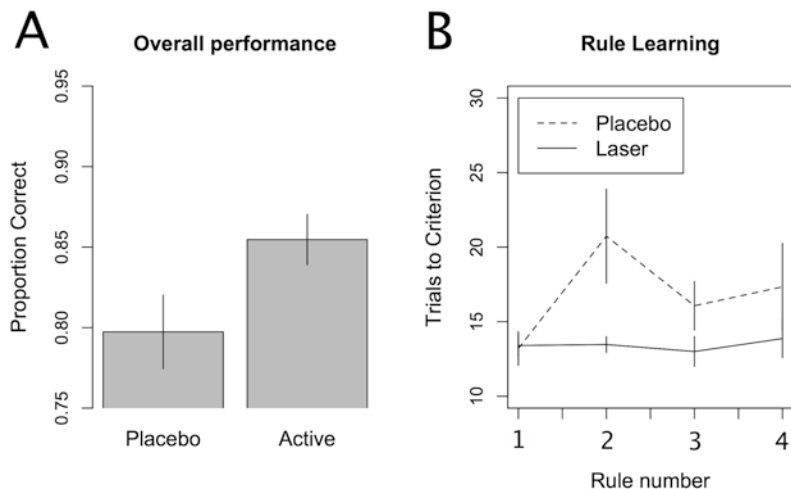 A
Overall performance
Proportion Correct
0.95
0.90
0.85
0.80
0.75
Placebo Active
B
Rule Learning
Trials to Criterion
30
25
20
15
10
Placebo
Laser
1 2 3 4
Rule number